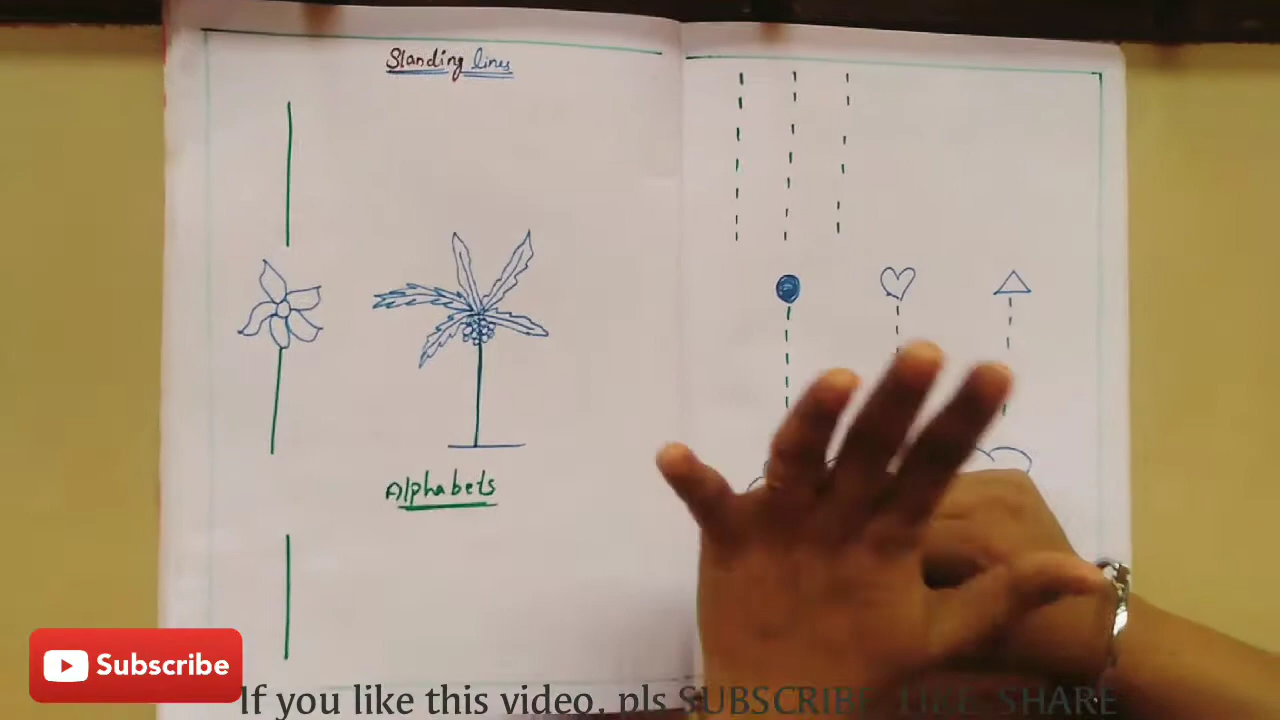 Standing lines
Alphabets
Subscribe
If you like this video, pls SUBSCRIBE, LIKE, SHARE